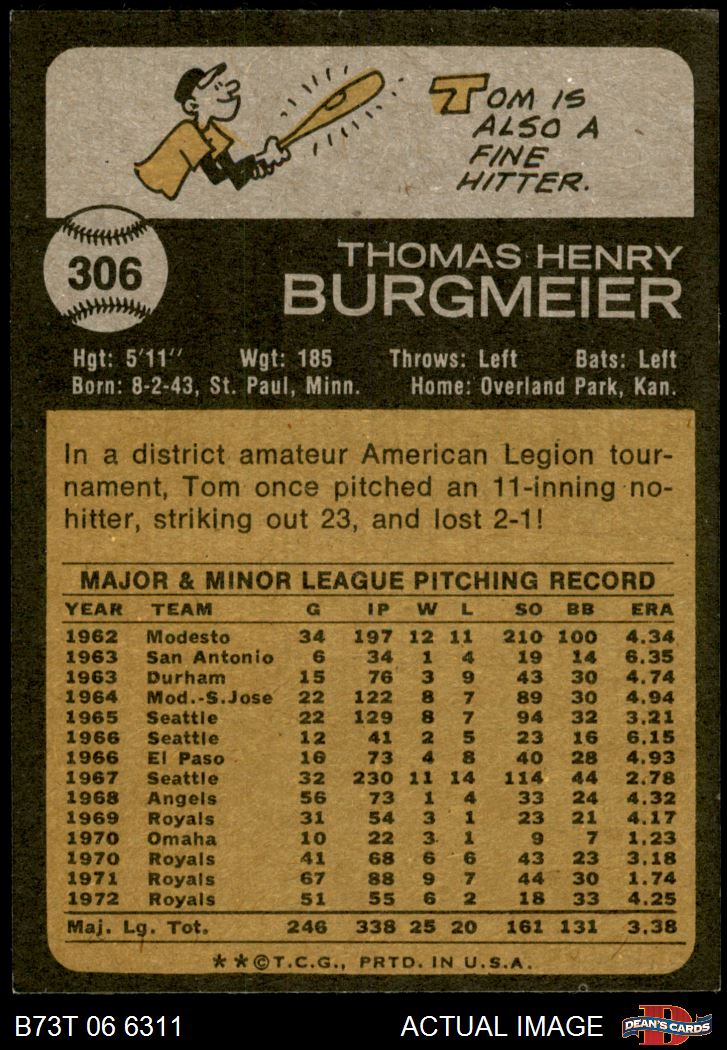 TOM IS
ALSO A
FINE
HITTER.
306
THOMAS HENRY
BURGMEIER
Hgt: 5'11" Wgt: 185 Throws: Left Bats: Left
Born: 8-2-43, St. Paul, Minn. Home: Overland Park, Kan.
In a district amateur American Legion tour-
nament, Tom once pitched an 11-inning no-
hitter, striking out 23, and lost 2-1!
MAJOR & MINOR LEAGUE PITCHING RECORD
YEAR TEAM G IP W L SO BB ERA
1962 Modesto 34 197 12 11 210 100 4.34
1963 San Antonio 6 34 1 4 19 14 6.35
1963 Durham 15 76 3 9 43 30 4.74
1964 Mod.-S.Jose 22 122 8 7 89 30 4.94
1965 Seattle 22 129 8 7 94 32 3.21
1966 Seattle 12 41 2 5 23 16 6.15
1966 El Paso 16 73 4 8 40 28 4.93
1967 Seattle 32 230 11 14 114 44 2.78
1968 Angels 56 73 1 4 33 24 4.32
1969 Royals 31 54 3 1 23 21 4.17
1970 Omaha 10 22 3 1 9 7 1.23
1970 Royals 41 68 6 6 43 23 3.18
1971 Royals 67 88 9 7 44 30 1.74
1972 Royals 51 55 6 2 18 33 4.25
Maj. Lg. Tot. 246 338 25 20 161 131 3.38
**©T.C.G., PRTD. IN U.S.A.
B73T 06 6311 ACTUAL IMAGE D DEAN'S CARDS